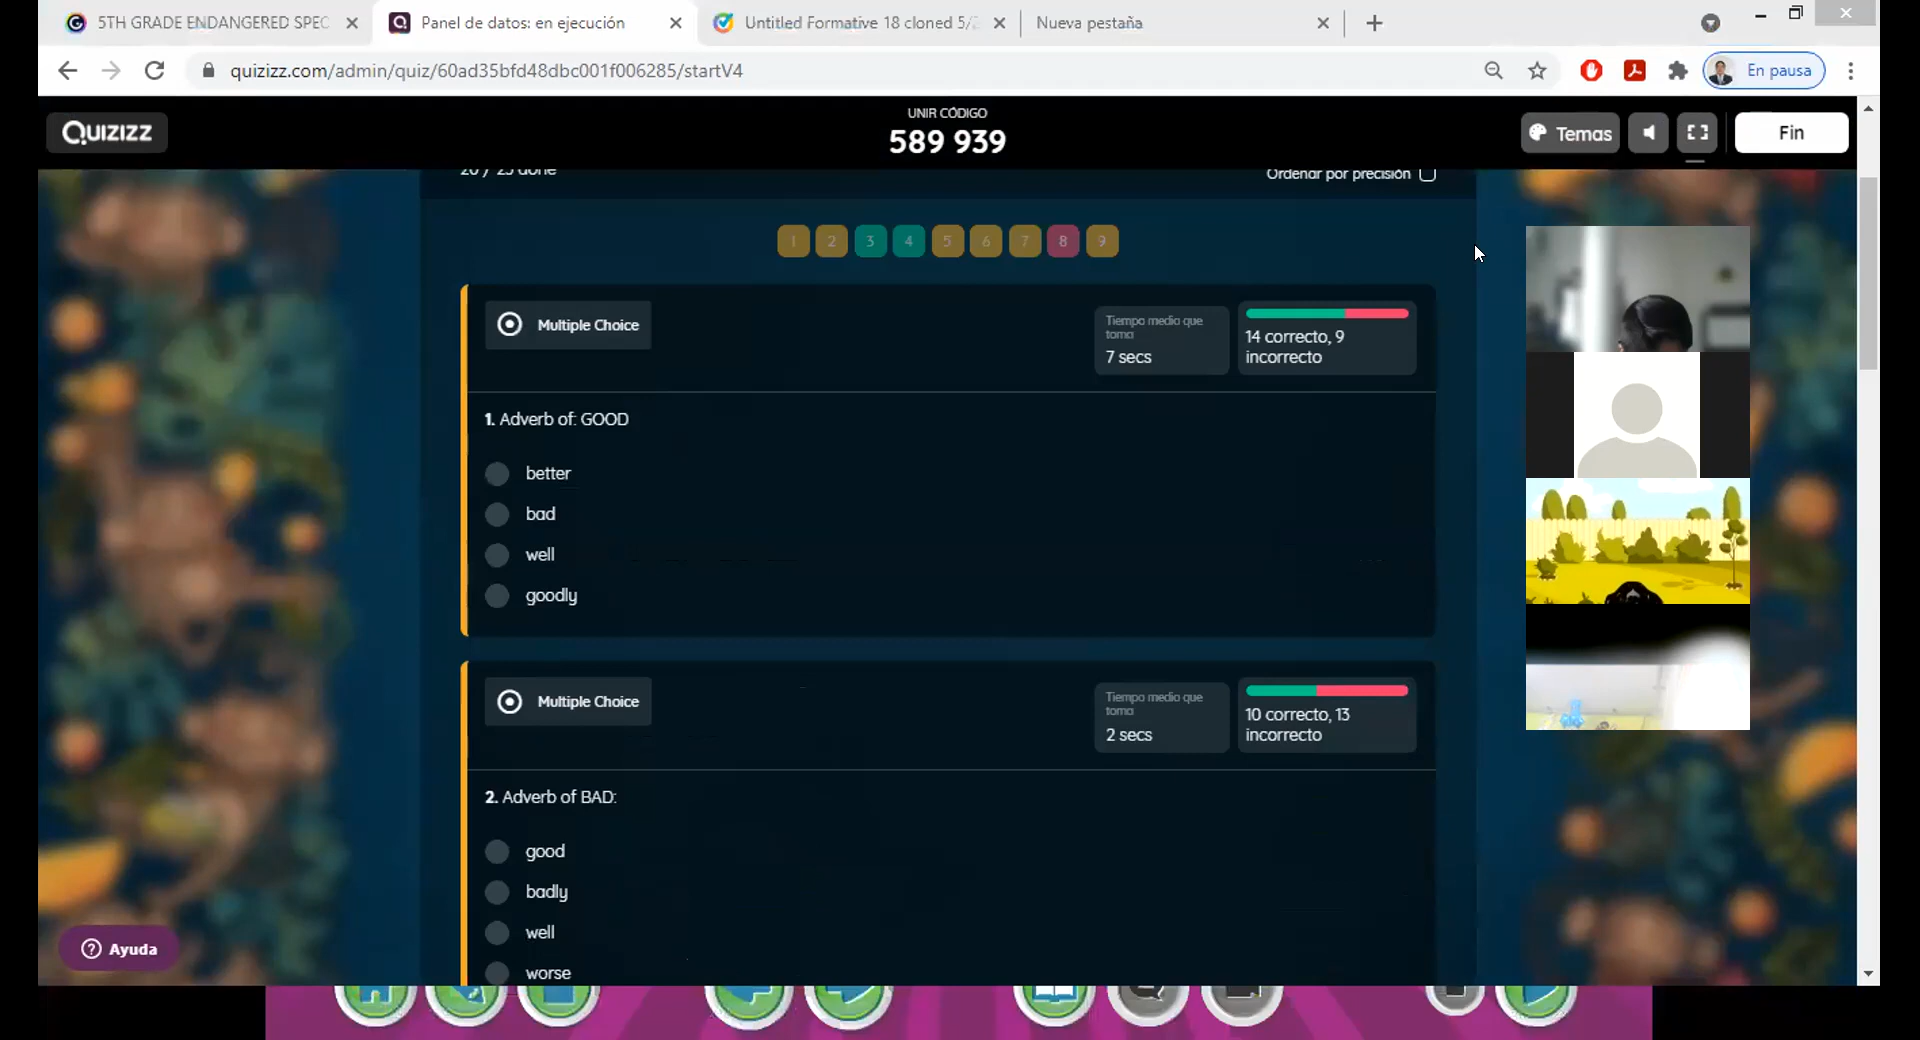 5TH GRADE ENDANGERED SPEC
Panel de datos: en ejecución
Untitled Formative 18 cloned 5/2
Nueva pestaña
quizizz.com/admin/quiz/60ad35bfd48dbc001f006285/startV4
En pausa
QUIZIZZ
UNIR CÓDIGO
589 939
Temas
Fin
20 / 23 done
Ordenar por precisión
1 2 3 4 5 6 7 8 9
Multiple Choice
Tiempo medio que
toma
7 secs
14 correcto, 9
incorrecto
1. Adverb of: GOOD
better
bad
well
goodly
Multiple Choice
Tiempo medio que
toma
2 secs
10 correcto, 13
incorrecto
2. Adverb of BAD:
good
badly
well
worse
Ayuda